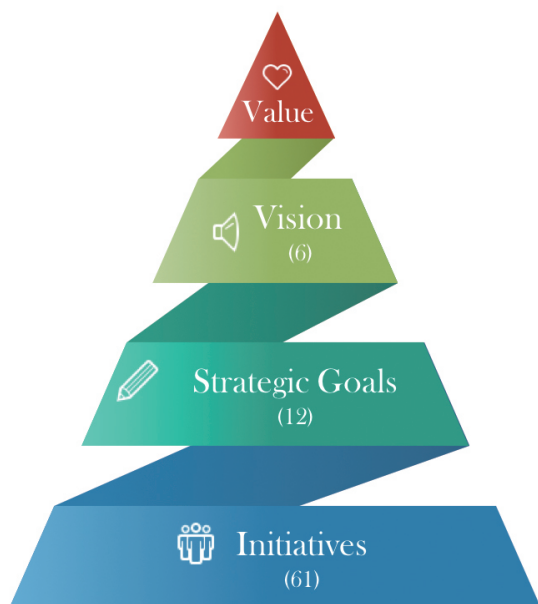 Value
Vision
(6)
Strategic Goals
(12)
Initiatives
(61)